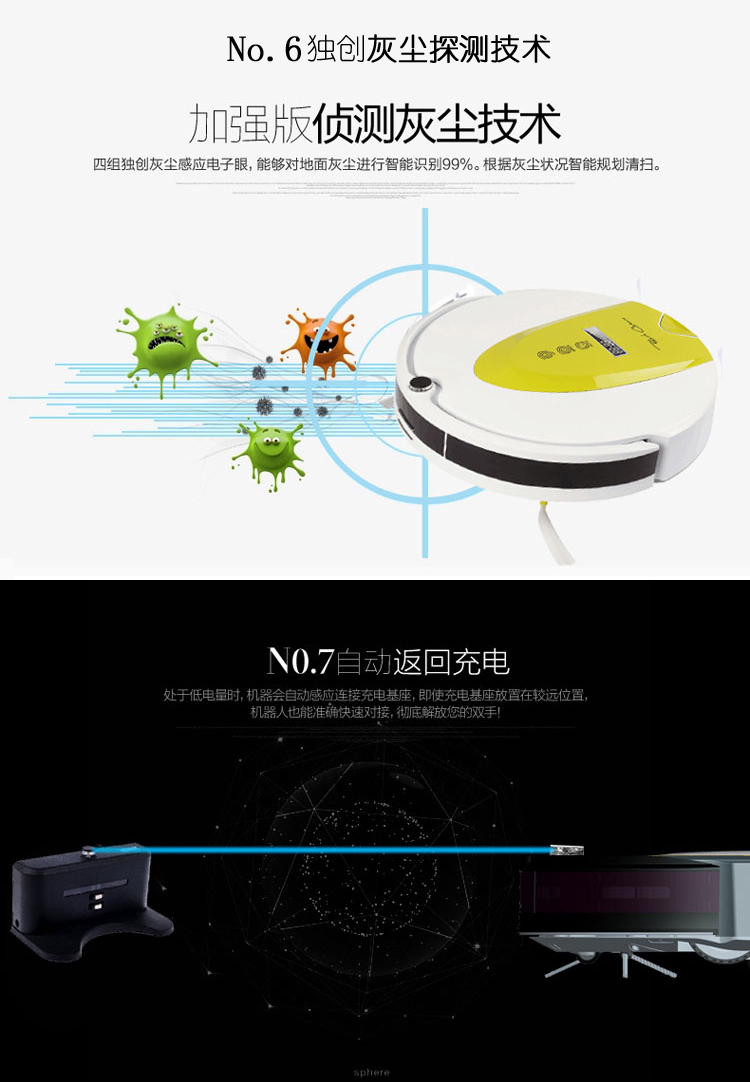 No.6独创灰尘探测技术
加强版侦测灰尘技术
四组独创灰尘感应电子眼,能够对地面灰尘进行智能识别99%。根据灰尘状况智能规划清扫。
N0.7自动返回充电
处于低电量时,机器会自动感应连接充电基座,即使充电基座放置在较远位置,
机器人也能准确快速对接,彻底解放您的双手!
sphere